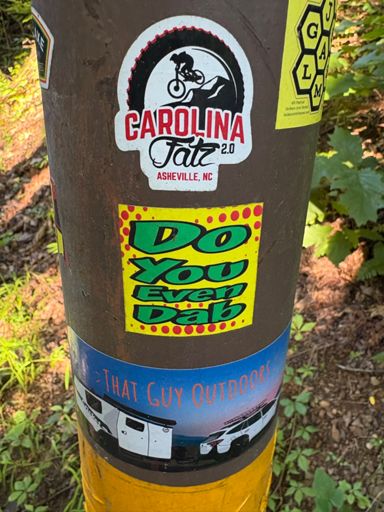 CAROLINA
Fatz 2.0
ASHEVILLE, NC
Do
You
Even
Dab
THAT GUY OUTDOORS